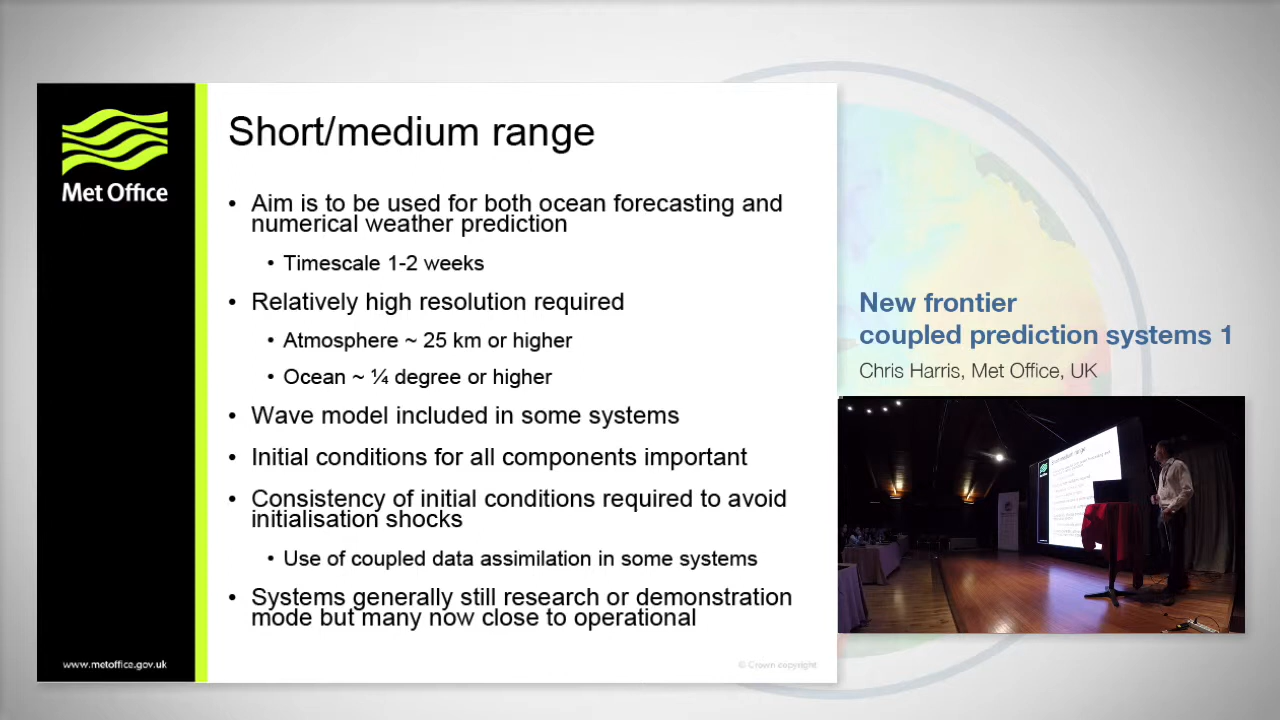 Met Office
Short/medium range
• Aim is to be used for both ocean forecasting and
numerical weather prediction
• Timescale 1-2 weeks
• Relatively high resolution required
• Atmosphere ~ 25 km or higher
• Ocean ~ ¼ degree or higher
• Wave model included in some systems
• Initial conditions for all components important
• Consistency of initial conditions required to avoid
initialisation shocks
• Use of coupled data assimilation in some systems
• Systems generally still research or demonstration
mode but many now close to operational
www.metoffice.gov.uk
© Crown copyright
New frontier
coupled prediction systems 1
Chris Harris, Met Office, UK